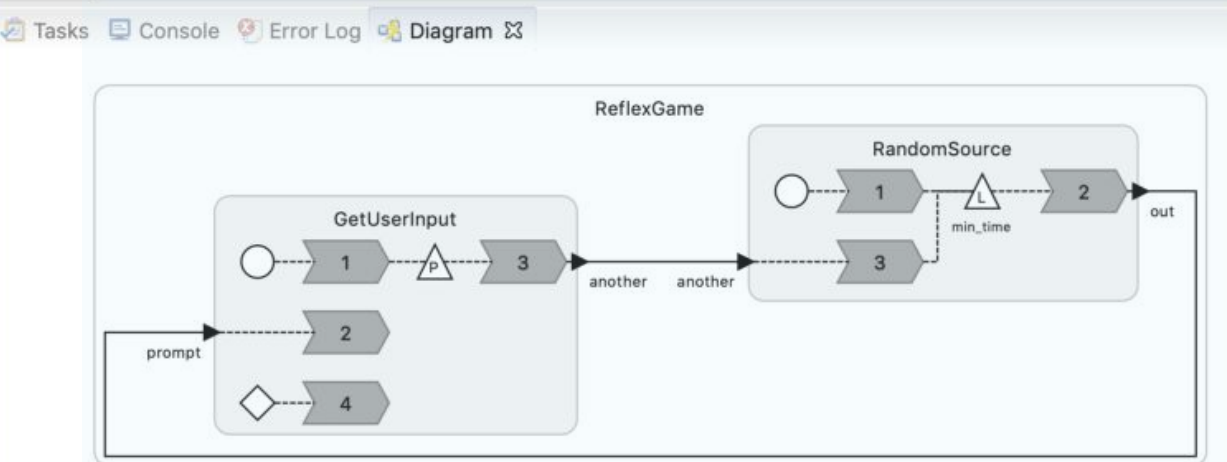 Tasks Console Error Log Diagram
ReflexGame
RandomSource
1 L 2
min_time
out
3
GetUserInput
1 P 3
another another
2
prompt
4